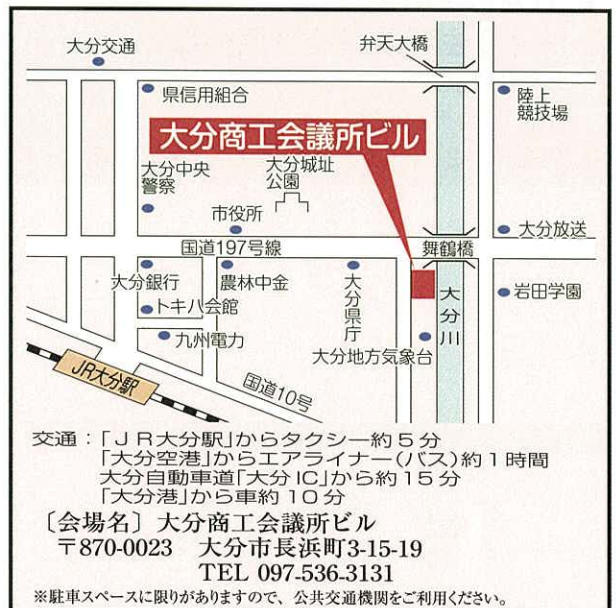 大分交通
弁天大橋
県信用組合
陸上
競技場
大分商工会議所ビル
大分中央
警察
大分城址
公園
市役所
大分放送
国道197号線
舞鶴橋
大分銀行
農林中金
大分県庁
大分川
岩田学園
トキハ会館
九州電力
大分地方気象台
JR大分駅
国道10号
交通：「ＪＲ大分駅」からタクシー約５分
「大分空港」からエアライナー（バス）約１時間
大分自動車道「大分IC」から約１５分
「大分港」から車約１０分
〔会場名〕大分商工会議所ビル
〒870-0023　大分市長浜町3-15-19
TEL 097-536-3131
※駐車スペースに限りがありますので、公共交通機関をご利用ください。